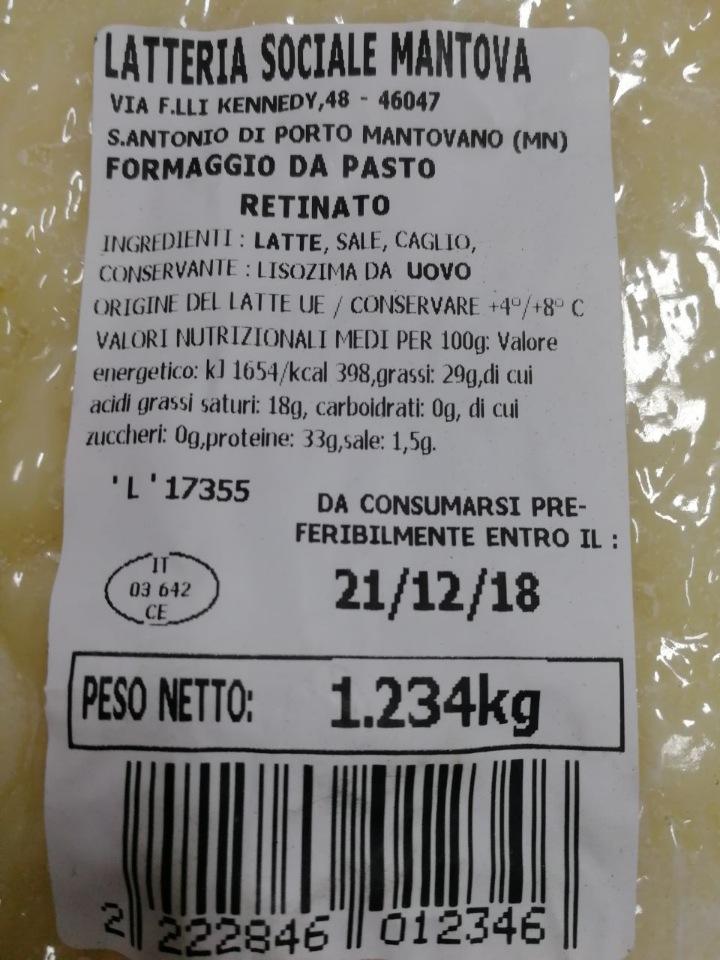 LATTERIA SOCIALE MANTOVA
VIA F.LLI KENNEDY,48 - 46047
S.ANTONIO DI PORTO MANTOVANO (MN)
FORMAGGIO DA PASTO
RETINATO
INGREDIENTI : LATTE, SALE, CAGLIO,
CONSERVANTE : LISOZIMA DA UOVO
ORIGINE DEL LATTE UE / CONSERVARE +4°/+8° C
VALORI NUTRIZIONALI MEDI PER 100g: Valore
energetico: kJ 1654/kcal 398,grassi: 29g,di cui
acidi grassi saturi: 18g, carboidrati: 0g, di cui
zuccheri: 0g,proteine: 33g,sale: 1,5g.
'L'17355
DA CONSUMARSI PRE-
FERIBILMENTE ENTRO IL :
21/12/18
IT
03 642
CE
PESO NETTO: 1.234kg
2 222846 012346